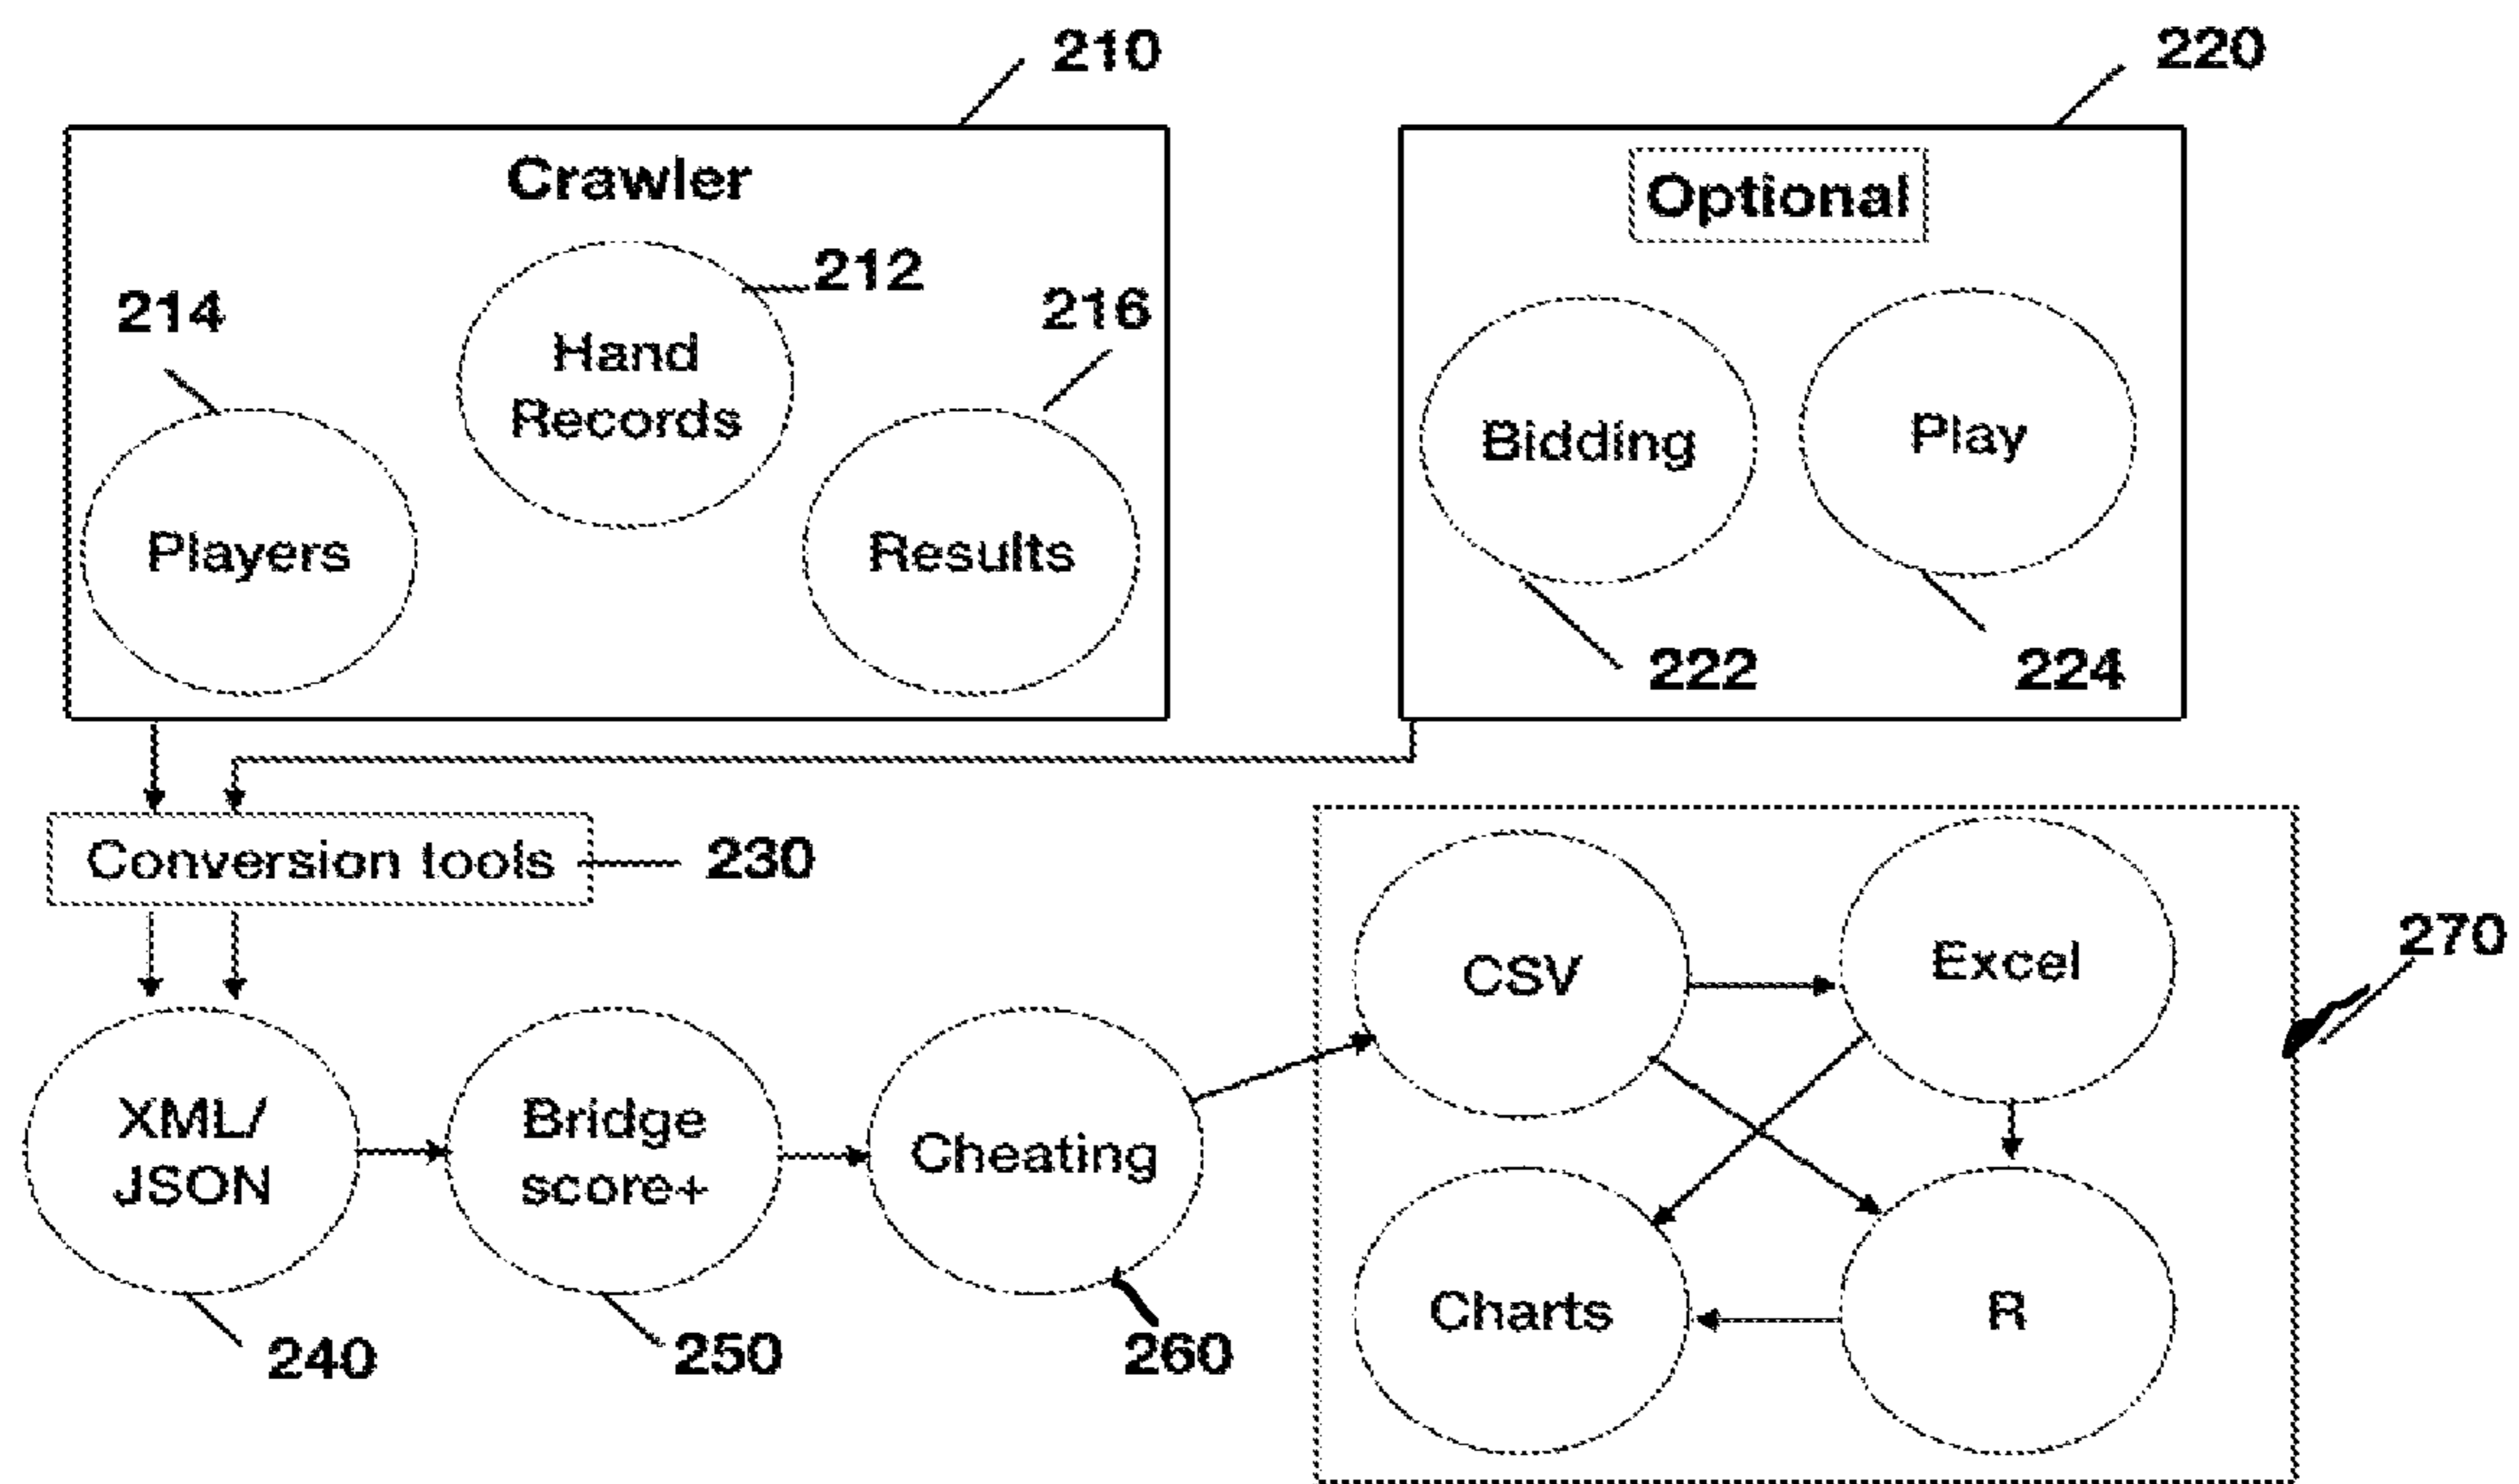 210
220
Crawler
Optional
212
214
216
Hand
Records
Bidding
Play
Players
Results
222
224
Conversion tools
230
270
CSV
Excel
XML/
JSON
Bridge
score+
Cheating
Charts
R
240
250
260